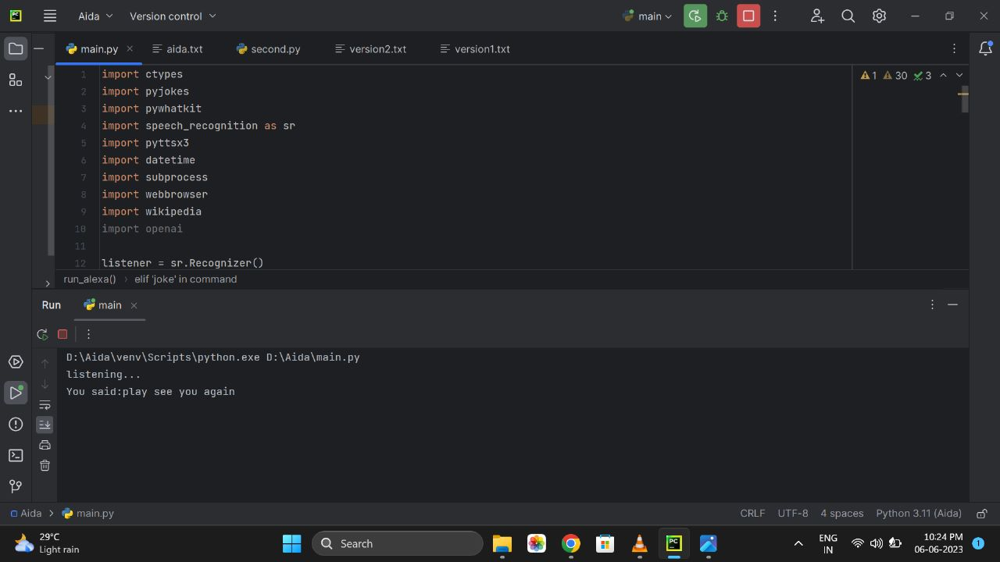 PC Aida Version control main
main.py aida.txt second.py version2.txt version1.txt
1 import ctypes
1 30 3
2 import pyjokes
3 import pywhatkit
4 import speech_recognition as sr
5 import pyttsx3
6 import datetime
7 import subprocess
8 import webbrowser
9 import wikipedia
10 import openai
11
12 listener = sr.Recognizer()
run_alexa() › elif 'joke' in command
Run main
D:\Aida\venv\Scripts\python.exe D:\Aida\main.py
listening...
You said:play see you again
Aida > main.py CRLF UTF-8 4 spaces Python 3.11 (Aida)
29°C
Light rain
Search
PC
ENG
IN
10:24 PM
06-06-2023
1